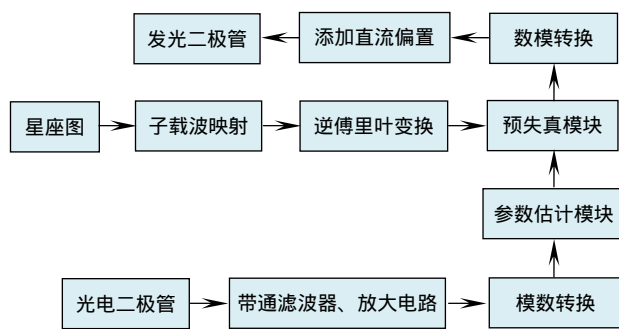 发光二极管
添加直流偏置
数模转换
星座图
子载波映射
逆傅里叶变换
预失真模块
参数估计模块
光电二极管
带通滤波器、放大电路
模数转换